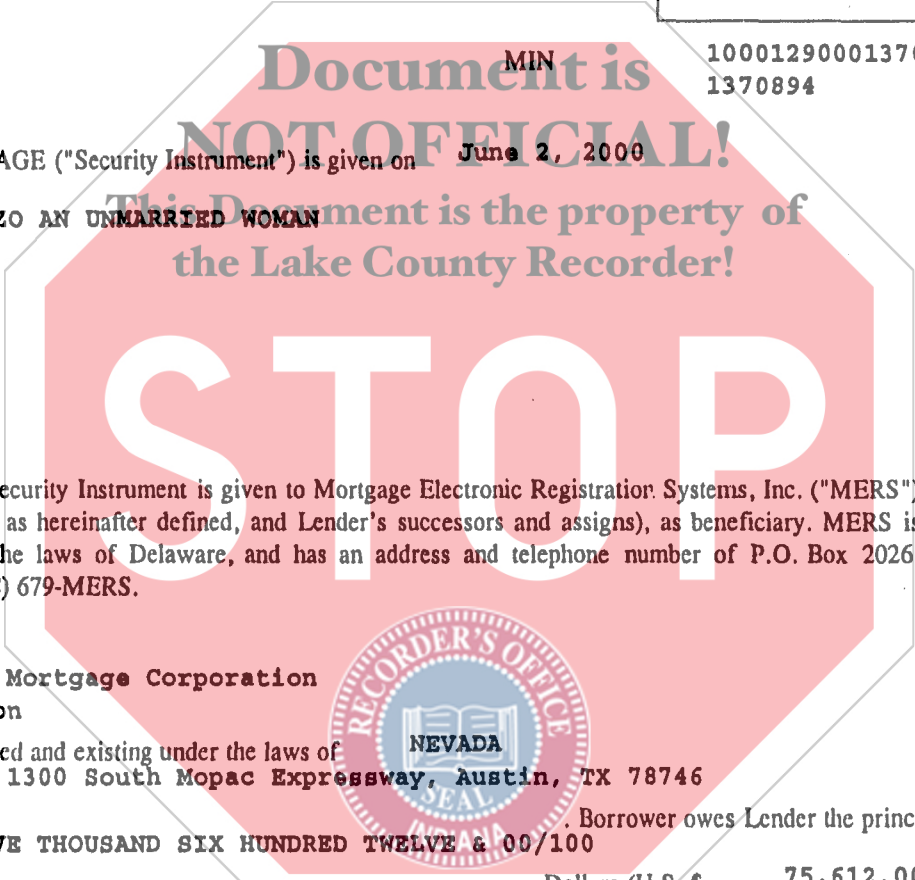 Document is
MIN 1000129000137
1370894
NOT OFFICIAL!
AGE ("Security Instrument") is given on June 2, 2000
This Document is the property of
ZO AN UNMARRIED WOMAN
the Lake County Recorder!
STOP
ecurity Instrument is given to Mortgage Electronic Registration Systems, Inc. ("MERS")
as hereinafter defined, and Lender's successors and assigns), as beneficiary. MERS is
he laws of Delaware, and has an address and telephone number of P.O. Box 2026
) 679-MERS.
Mortgage Corporation
on
ed and existing under the laws of NEVADA
1300 South Mopac Expressway, Austin, TX 78746
RECORDER'S OFFICE
SEAL
INDIANA
. Borrower owes Lender the princ
VE THOUSAND SIX HUNDRED TWELVE & 00/100
Dollars (U.S. $ 75,612.00